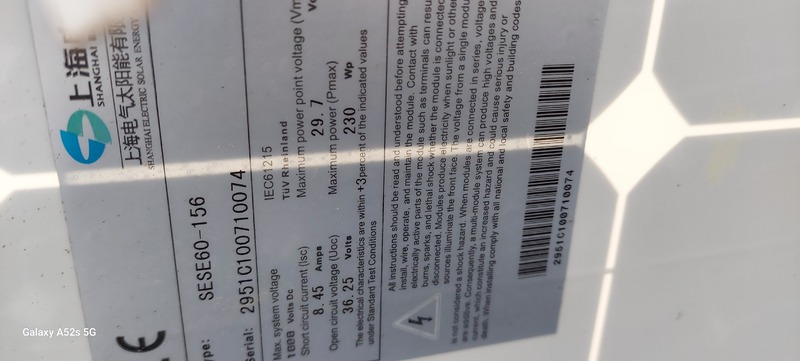 上海
SHANGHAI E
上海电气太阳能有限
SHANGHAI ELECTRIC SOLAR ENERGY
CE
ype: SESE60-156
Serial: 2951C100710074
IEC61215
TüV Rheinland
Max. system voltage
1000 Volts Dc
Maximum power point voltage (Vm
29.7
Short circuit current (Isc)
8.45 Amps
Maximum power (Pmax)
230 Wp
Open circuit voltage (Uoc)
36.25 Volts
The electrical characteristics are within +3percent of the indicated values
under Standard Test Conditions
All instructions should be read and understood before attempting
install, wire, operate, and maintain the module. Contact with
electrically active parts of the module such as terminals can resu
burns, sparks, and lethal shock whether the module is connected
disconnected. Modules produce electricity when sunlight or other
sources illuminate the front face. The voltage from a single modu
is not considered a shock hazard. When modules are connected in series, voltage
are additive. Consequently, a multi-module system can produce high voltages and
current, which constitute an increased hazard and could cause serious injury or
death. When installing comply with all national and local safety and building codes
2951C100710074
Galaxy A52s 5G